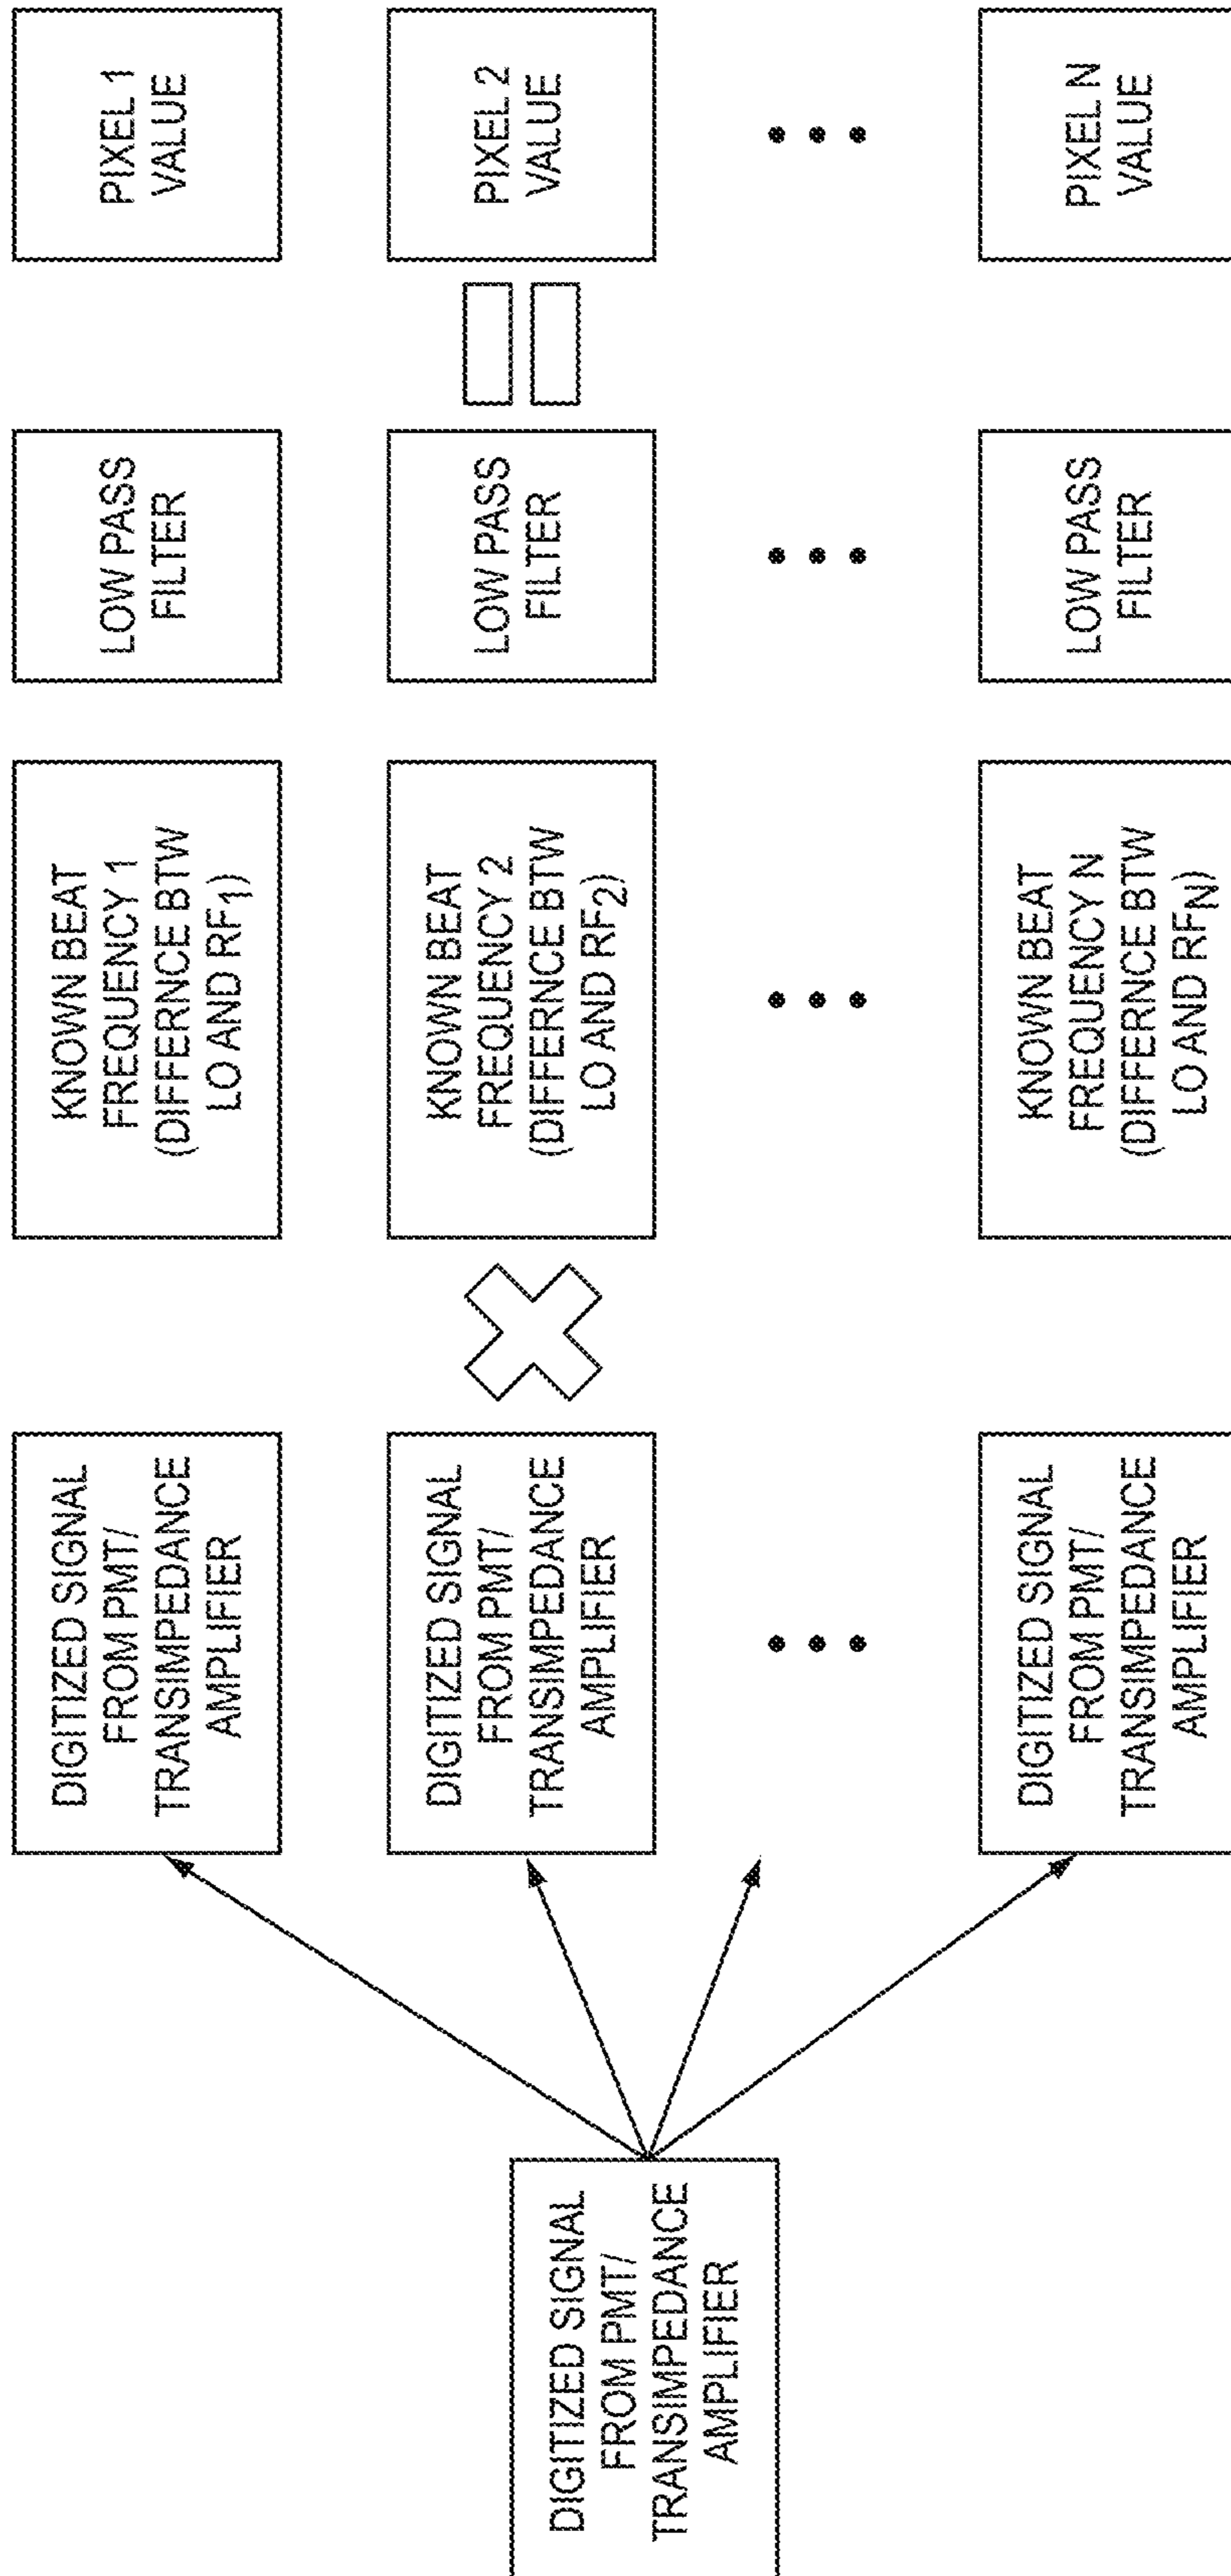 DIGITIZED SIGNAL
FROM PMT/
TRANSIMPEDANCE
AMPLIFIER
DIGITIZED SIGNAL
FROM PMT/
TRANSIMPEDANCE
AMPLIFIER
KNOWN BEAT
FREQUENCY 1
(DIFFERNCE BTW
LO AND RF1)
LOW PASS
FILTER
PIXEL 1
VALUE
DIGITIZED SIGNAL
FROM PMT/
TRANSIMPEDANCE
AMPLIFIER
KNOWN BEAT
FREQUENCY 2
(DIFFERNCE BTW
LO AND RF2)
LOW PASS
FILTER
PIXEL 2
VALUE
DIGITIZED SIGNAL
FROM PMT/
TRANSIMPEDANCE
AMPLIFIER
KNOWN BEAT
FREQUENCY N
(DIFFERNCE BTW
LO AND RFN)
LOW PASS
FILTER
PIXEL N
VALUE